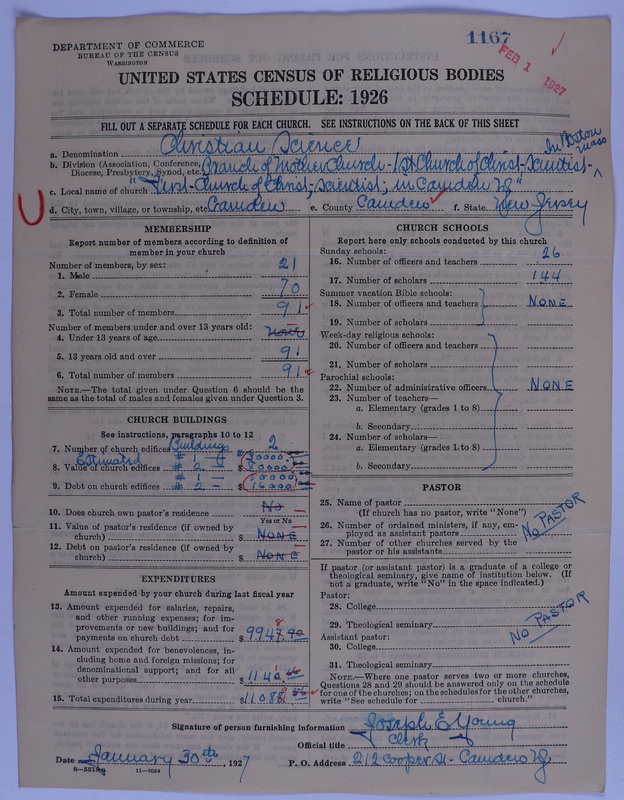 1167
FEB 1 1927
DEPARTMENT OF COMMERCE
BUREAU OF THE CENSUS
WASHINGTON
UNITED STATES CENSUS OF RELIGIOUS BODIES
SCHEDULE: 1926
FILL OUT A SEPARATE SCHEDULE FOR EACH CHURCH. SEE INSTRUCTIONS ON THE BACK OF THIS SHEET
a. Denomination Christian Science
in Boston Mass
b. Division (Association, Conference, Diocese, Presbytery, Synod, etc.) Branch of Mother Church - 1st Church of Christ - Scientist -
c. Local name of church "First Church of Christ, Scientist, in Camden NJ"
d. City, town, village, or township, etc. Camden e. County Camden f. State New Jersey
MEMBERSHIP
Report number of members according to definition of
member in your church
Number of members, by sex:
1. Male 21
2. Female 70
3. Total number of members 91
Number of members under and over 13 years old:
4. Under 13 years of age None
5. 13 years old and over 91
6. Total number of members 91
NOTE.—The total given under Question 6 should be
same as the total of males and females given under Question 3.
CHURCH BUILDINGS
See instructions, paragraphs 10 to 12
7. Number of church edifices Buildings 2
Estimated # 1 -
8. Value of church edifices # 2 - $
# 1 -
9. Debt on church edifices # 2 - $ 16000
10. Does church own pastor's residence No
Yes or No
11. Value of pastor's residence (if owned by
church) $ NONE
12. Debt on pastor's residence (if owned by
church) $ NONE
EXPENDITURES
Amount expended by your church during last fiscal year
13. Amount expended for salaries, repairs,
and other running expenses; for im-
provements or new buildings; and for
payments on church debt $ 9947.90
8
14. Amount expended for benevolences, in-
cluding home and foreign missions; for
denominational support; and for all
other purposes $ 1140
15. Total expenditures during year $ 11088
CHURCH SCHOOLS
Report here only schools conducted by this church
Sunday schools:
16. Number of officers and teachers 26
17. Number of scholars 144
Summer vacation Bible schools:
18. Number of officers and teachers NONE
19. Number of scholars
Week-day religious schools:
20. Number of officers and teachers
21. Number of scholars
Parochial schools:
22. Number of administrative officers NONE
23. Number of teachers—
a. Elementary (grades 1 to 8)
b. Secondary
24. Number of scholars—
a. Elementary (grades 1 to 8)
b. Secondary
PASTOR
25. Name of pastor
(If church has no pastor, write "None")
26. Number of ordained ministers, if any, em-
ployed as assistant pastors NO PASTOR
27. Number of other churches served by the
pastor or his assistants
If pastor (or assistant pastor) is a graduate of a college or
theological seminary, give name of institution below. (If
not a graduate, write "No" in the space indicated.)
Pastor:
28. College
29. Theological seminary NO PASTOR
Assistant pastor:
30. College
31. Theological seminary
NOTE.—Where one pastor serves two or more churches,
Questions 28 and 29 should be answered only on the schedule
for one of the churches; on the schedules for the other churches,
write "See schedule for church."
Signature of person furnishing information Joseph E. Young
Official title Clerk
Date January 30th, 1927 P. O. Address 212 Cooper St - Camden NJ
11—9054